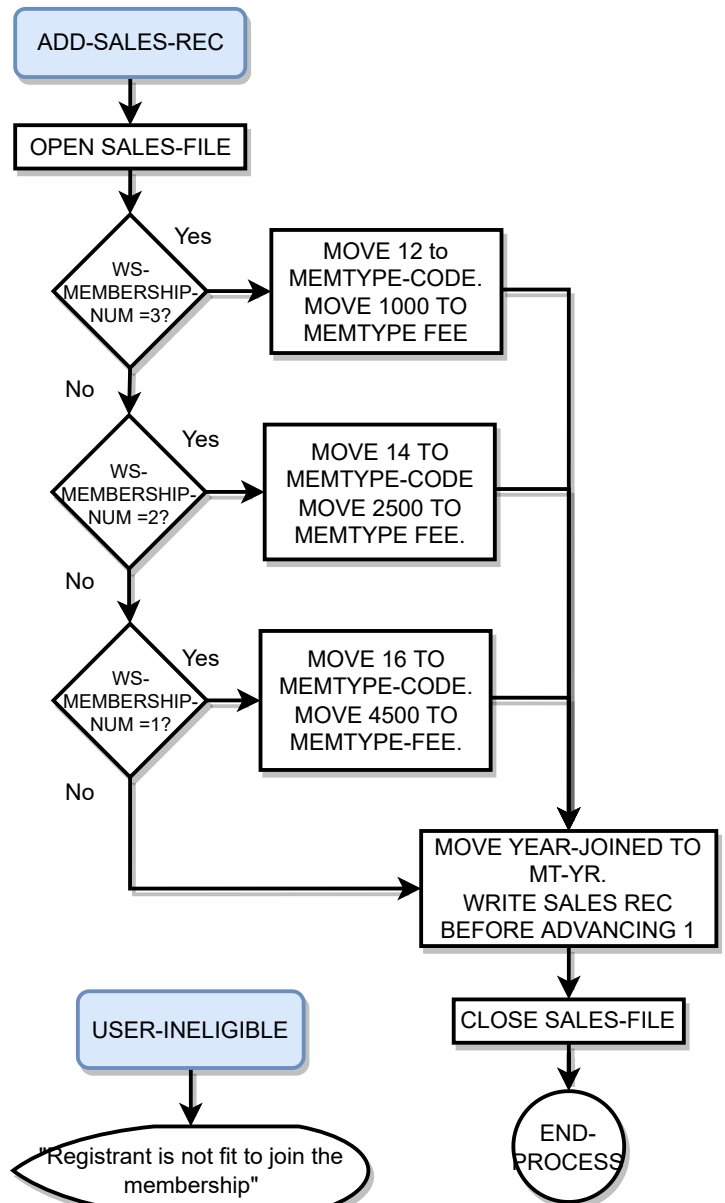 ADD-SALES-REC
OPEN SALES-FILE
WS-
MEMBERSHIP-
NUM =3?
Yes
MOVE 12 to
MEMTYPE-CODE.
MOVE 1000 TO
MEMTYPE FEE
No
WS-
MEMBERSHIP-
NUM =2?
Yes
MOVE 14 TO
MEMTYPE-CODE
MOVE 2500 TO
MEMTYPE FEE.
No
WS-
MEMBERSHIP-
NUM =1?
Yes
MOVE 16 TO
MEMTYPE-CODE.
MOVE 4500 TO
MEMTYPE-FEE.
No
MOVE YEAR-JOINED TO
MT-YR.
WRITE SALES REC
BEFORE ADVANCING 1
CLOSE SALES-FILE
END-
PROCESS
USER-INELIGIBLE
"Registrant is not fit to join the
membership"